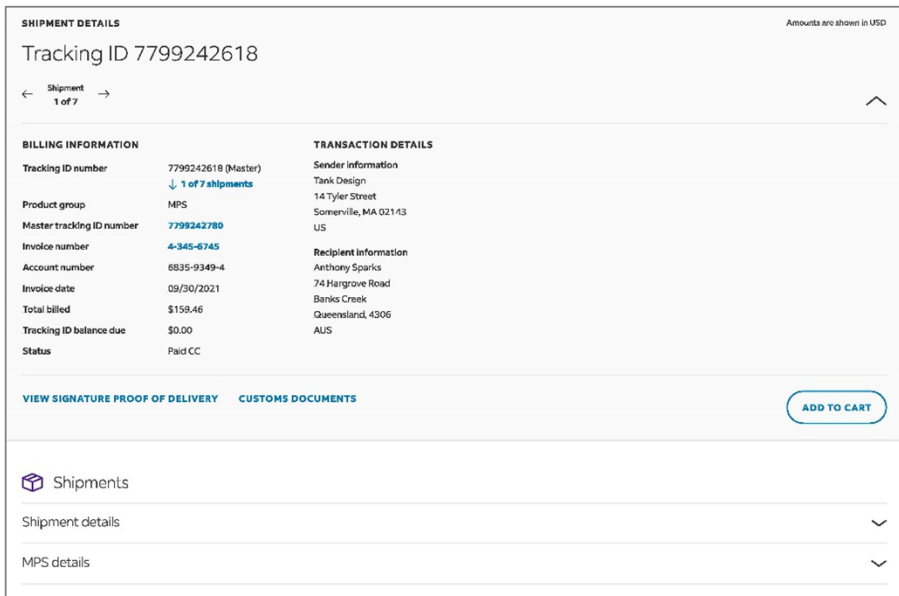 SHIPMENT DETAILS
Amounts are shown in USD
Tracking ID 7799242618
← Shipment →
1 of 7
BILLING INFORMATION
Tracking ID number 7799242618 (Master)
↓ 1 of 7 shipments
Product group MPS
Master tracking ID number 7799242780
Invoice number 4-345-6745
Account number 6835-9349-4
Invoice date 09/30/2021
Total billed $159.46
Tracking ID balance due $0.00
Status Paid CC
TRANSACTION DETAILS
Sender information
Tank Design
14 Tyler Street
Somerville, MA 02143
US
Recipient information
Anthony Sparks
74 Hargrove Road
Banks Creek
Queensland, 4306
AUS
VIEW SIGNATURE PROOF OF DELIVERY CUSTOMS DOCUMENTS
ADD TO CART
Shipments
Shipment details
MPS details